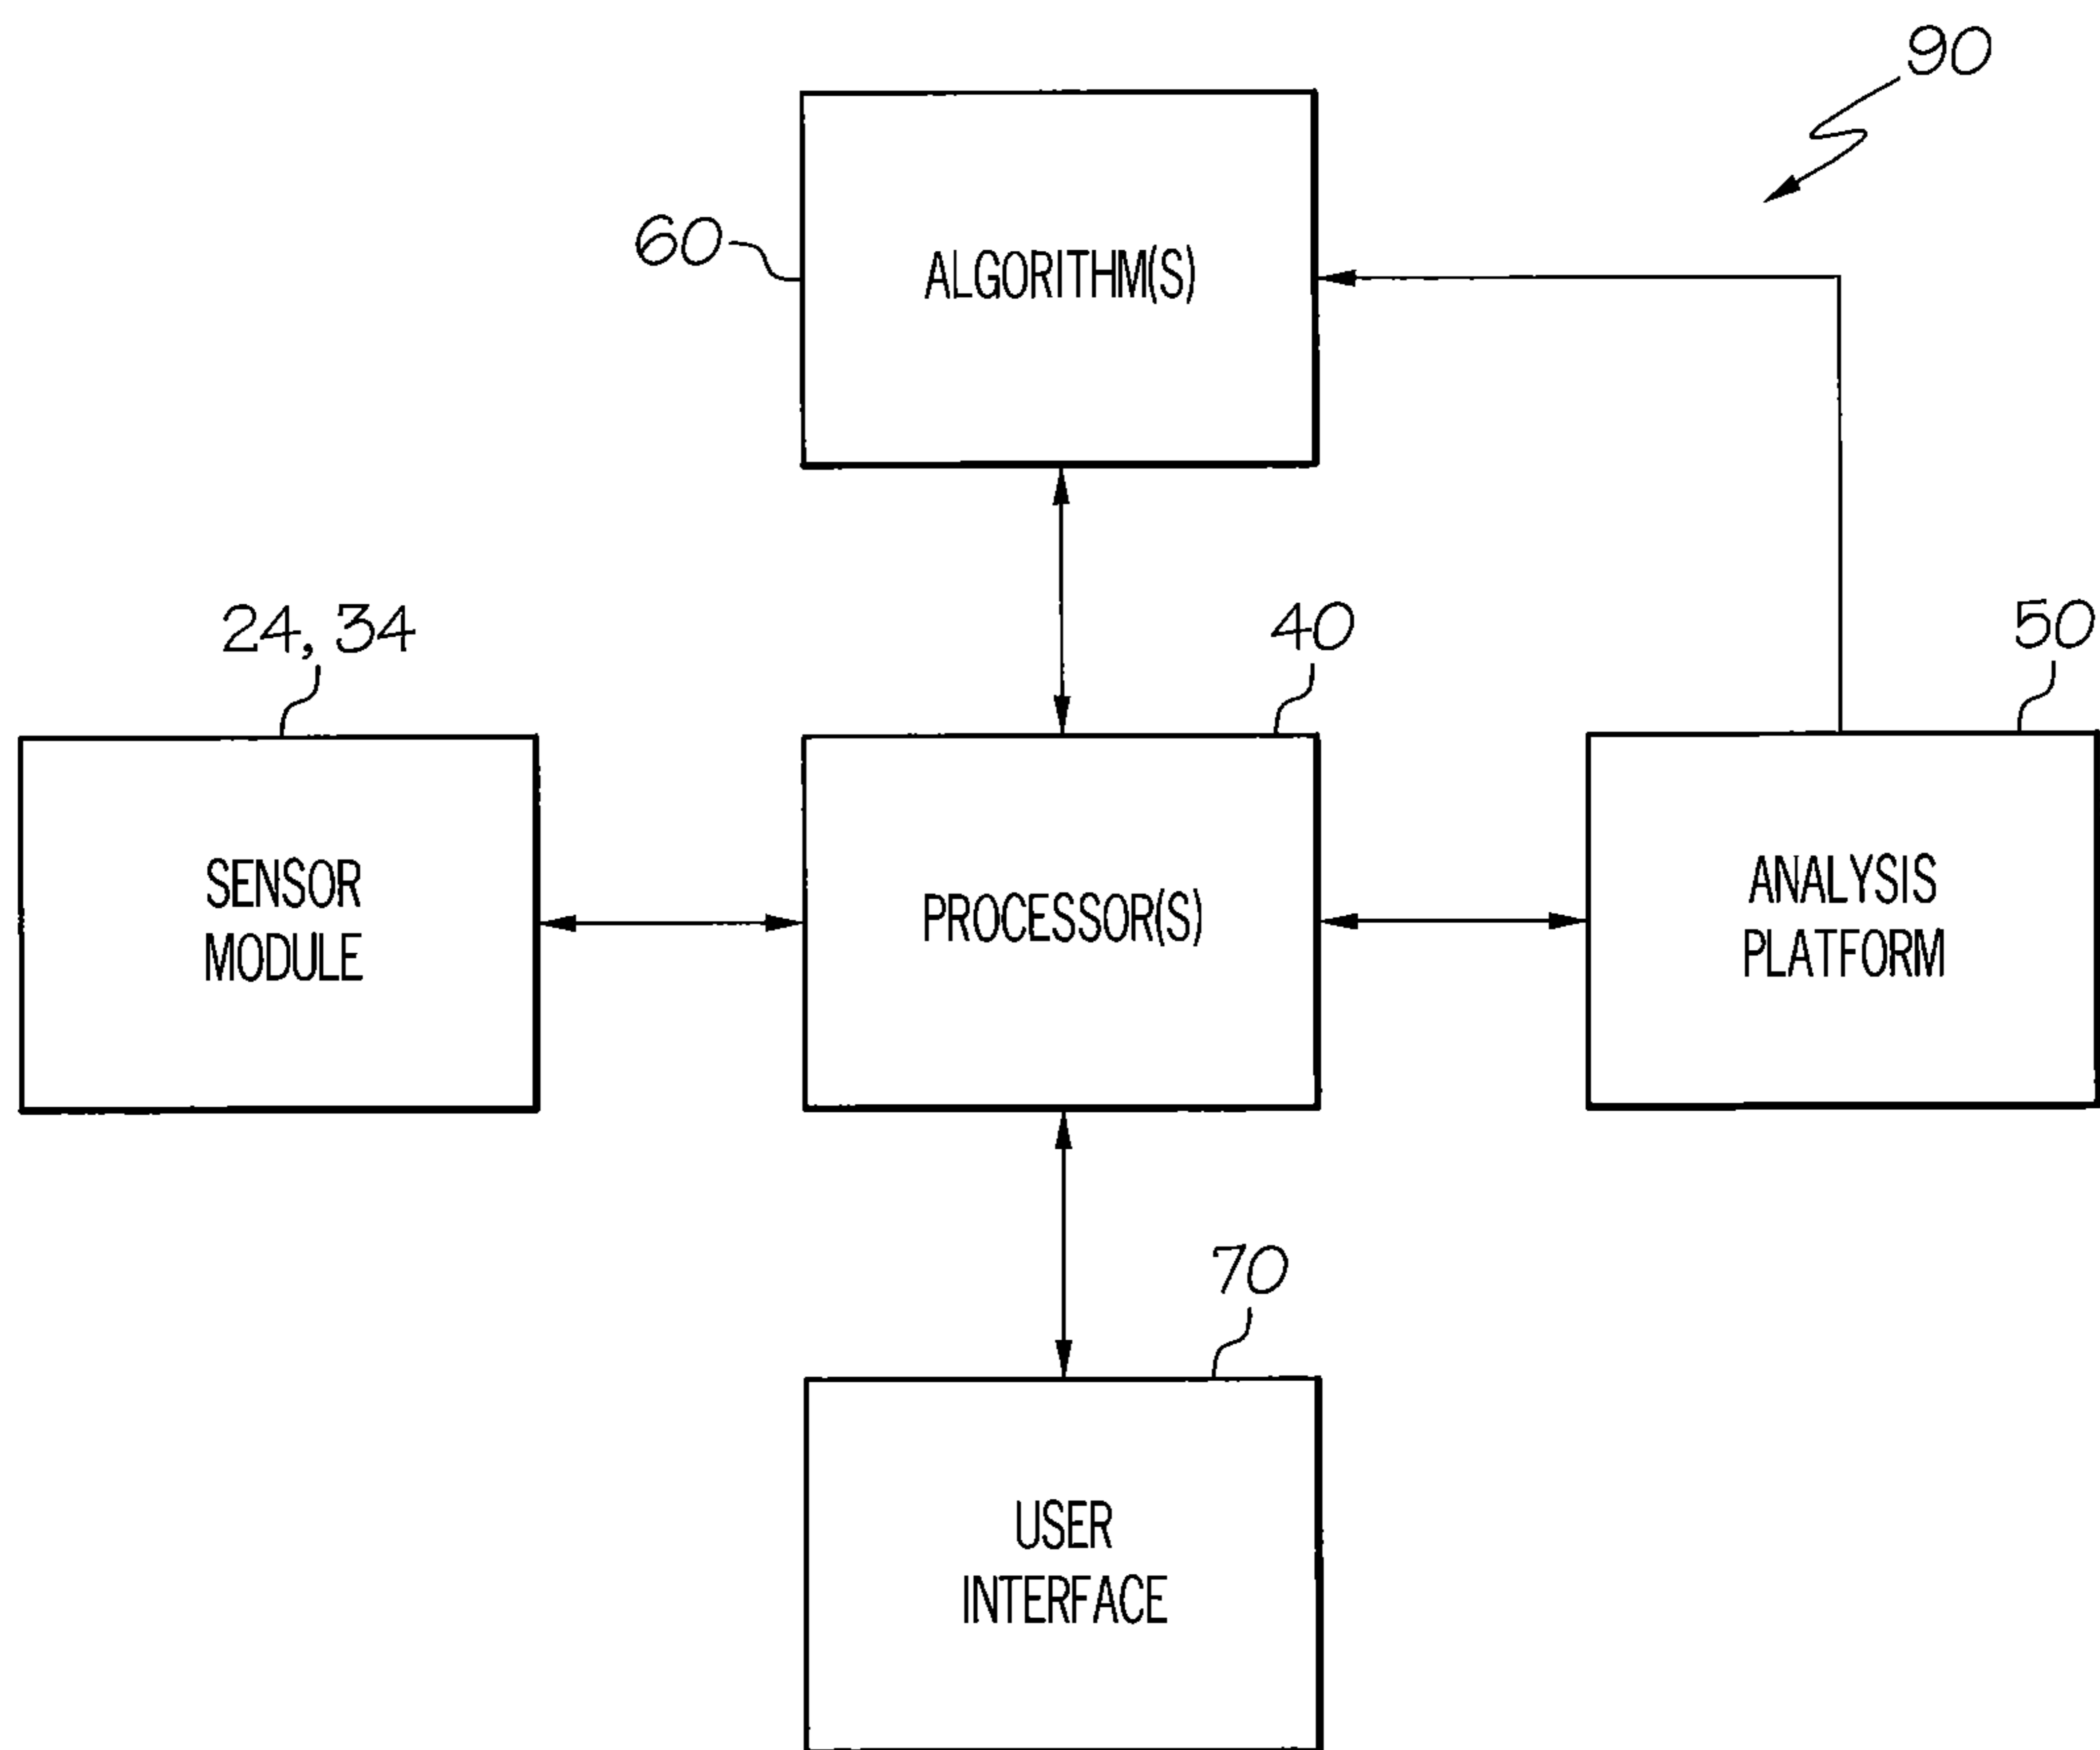 90
60
ALGORITHM(S)
24, 34
40
50
SENSOR
MODULE
PROCESSOR(S)
ANALYSIS
PLATFORM
70
USER
INTERFACE